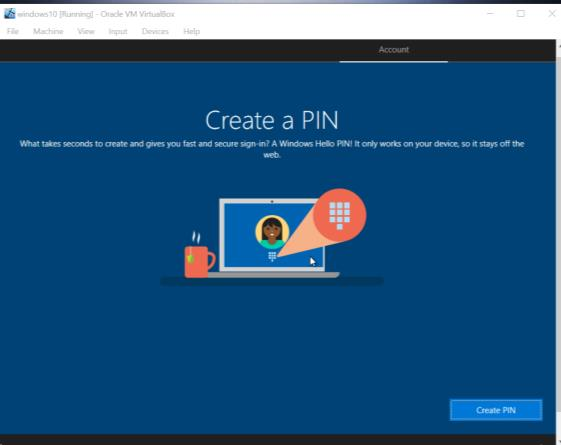 windows10 [Running] - Oracle VM VirtualBox
File Machine View Input Devices Help
Account
Create a PIN
What takes seconds to create and gives you fast and secure sign-in? A Windows Hello PIN! It only works on your device, so it stays off the
web.
Create PIN